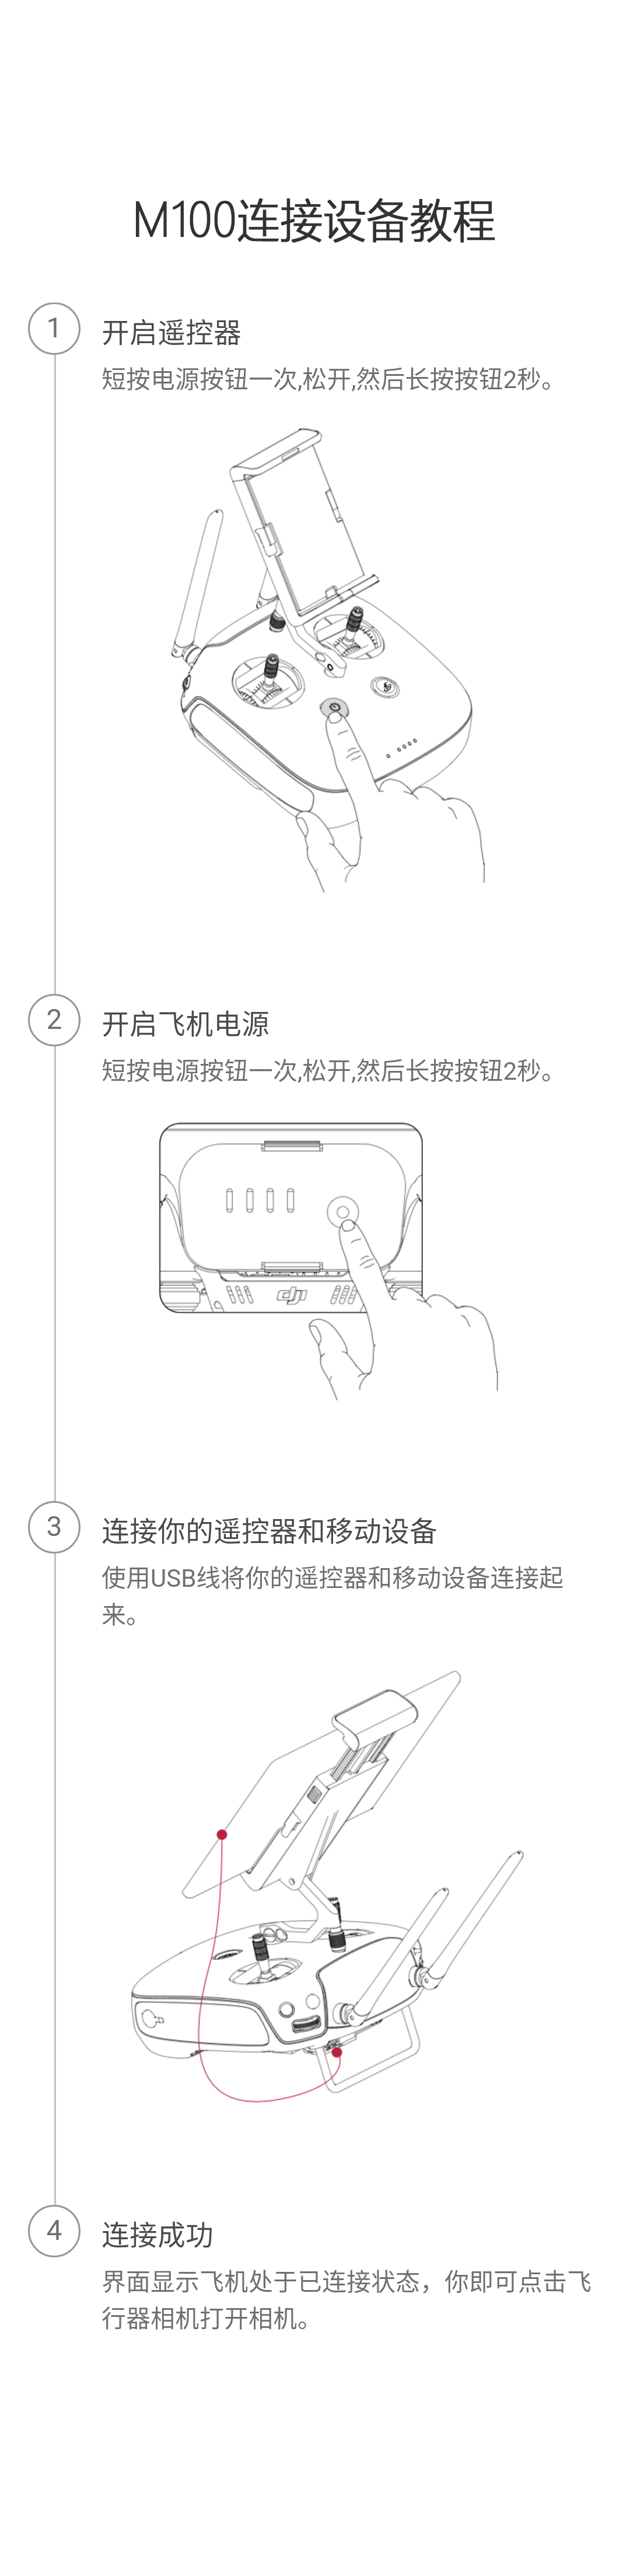 M100连接设备教程
1
开启遥控器
短按电源按钮一次,松开,然后长按按钮2秒。
2
开启飞机电源
短按电源按钮一次,松开,然后长按按钮2秒。
dji
3
连接你的遥控器和移动设备
使用USB线将你的遥控器和移动设备连接起
来。
4
连接成功
界面显示飞机处于已连接状态，你即可点击飞
行器相机打开相机。